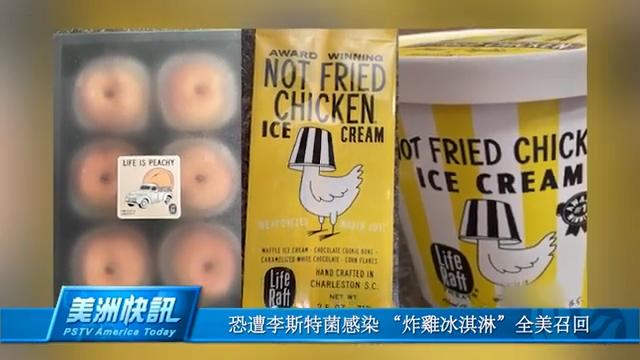 LIFE IS PEACHY
AWARD WINNING
NOT FRIED
CHICKEN
ICE CREAM
WEAPONIZED WHITE JOY
WAFFLE ICE CREAM · CHOCOLATE COOKIE BONE ·
CARAMELIZED WHITE CHOCOLATE · CORN FLAKES
Life
Raft
HAND CRAFTED IN
CHARLESTON S.C.
NET WT
NOT FRIED CHICK
ICE CREAM
Life
Raft
美洲快訊
PSTV America Today
恐遭李斯特菌感染 “炸雞冰淇淋” 全美召回